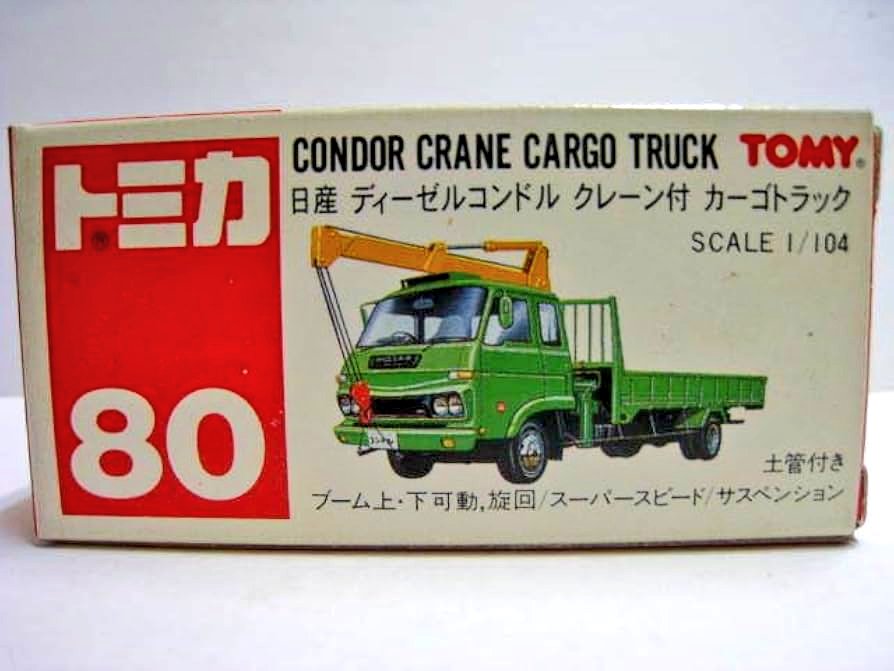 トミカ
80
CONDOR CRANE CARGO TRUCK TOMY®
日産 ディーゼルコンドル クレーン付 カーゴトラック
SCALE 1/104
土管付き
ブーム上・下可動,旋回/スーパースピード/サスペンション